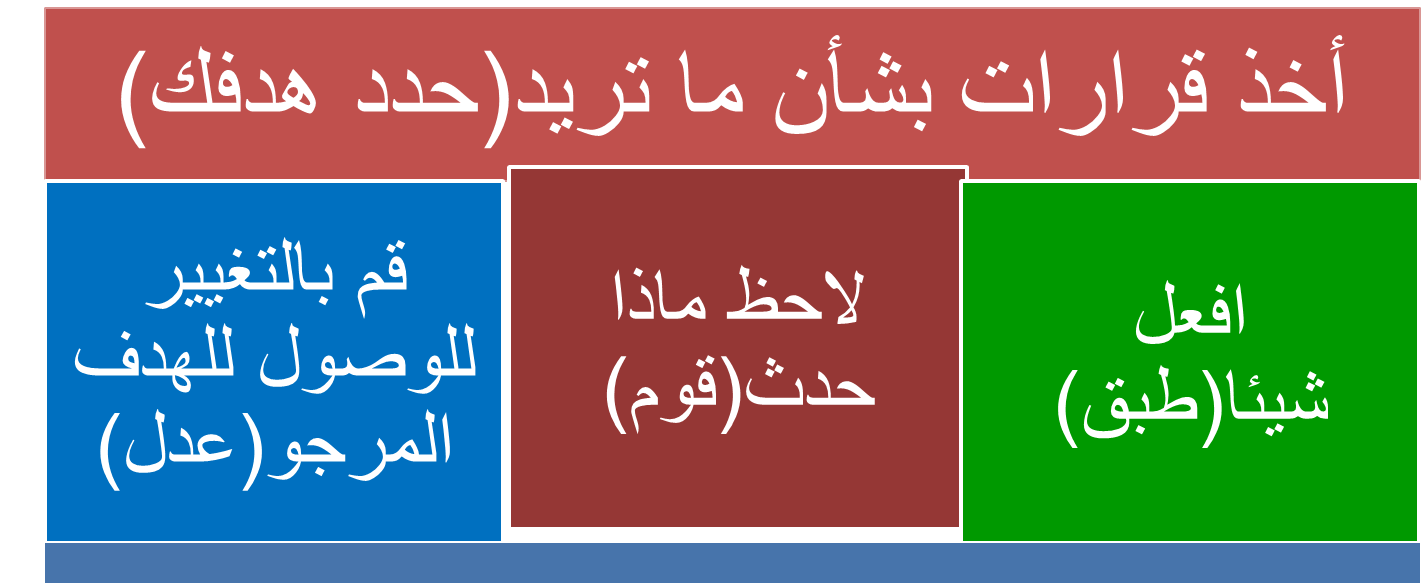 أخذ قرارات بشأن ما تريد(حدد هدفك)
افعل
شيئا(طبق)
لاحظ ماذا
حدث(قوم)
قم بالتغيير
للوصول للهدف
المرجو(عدل)